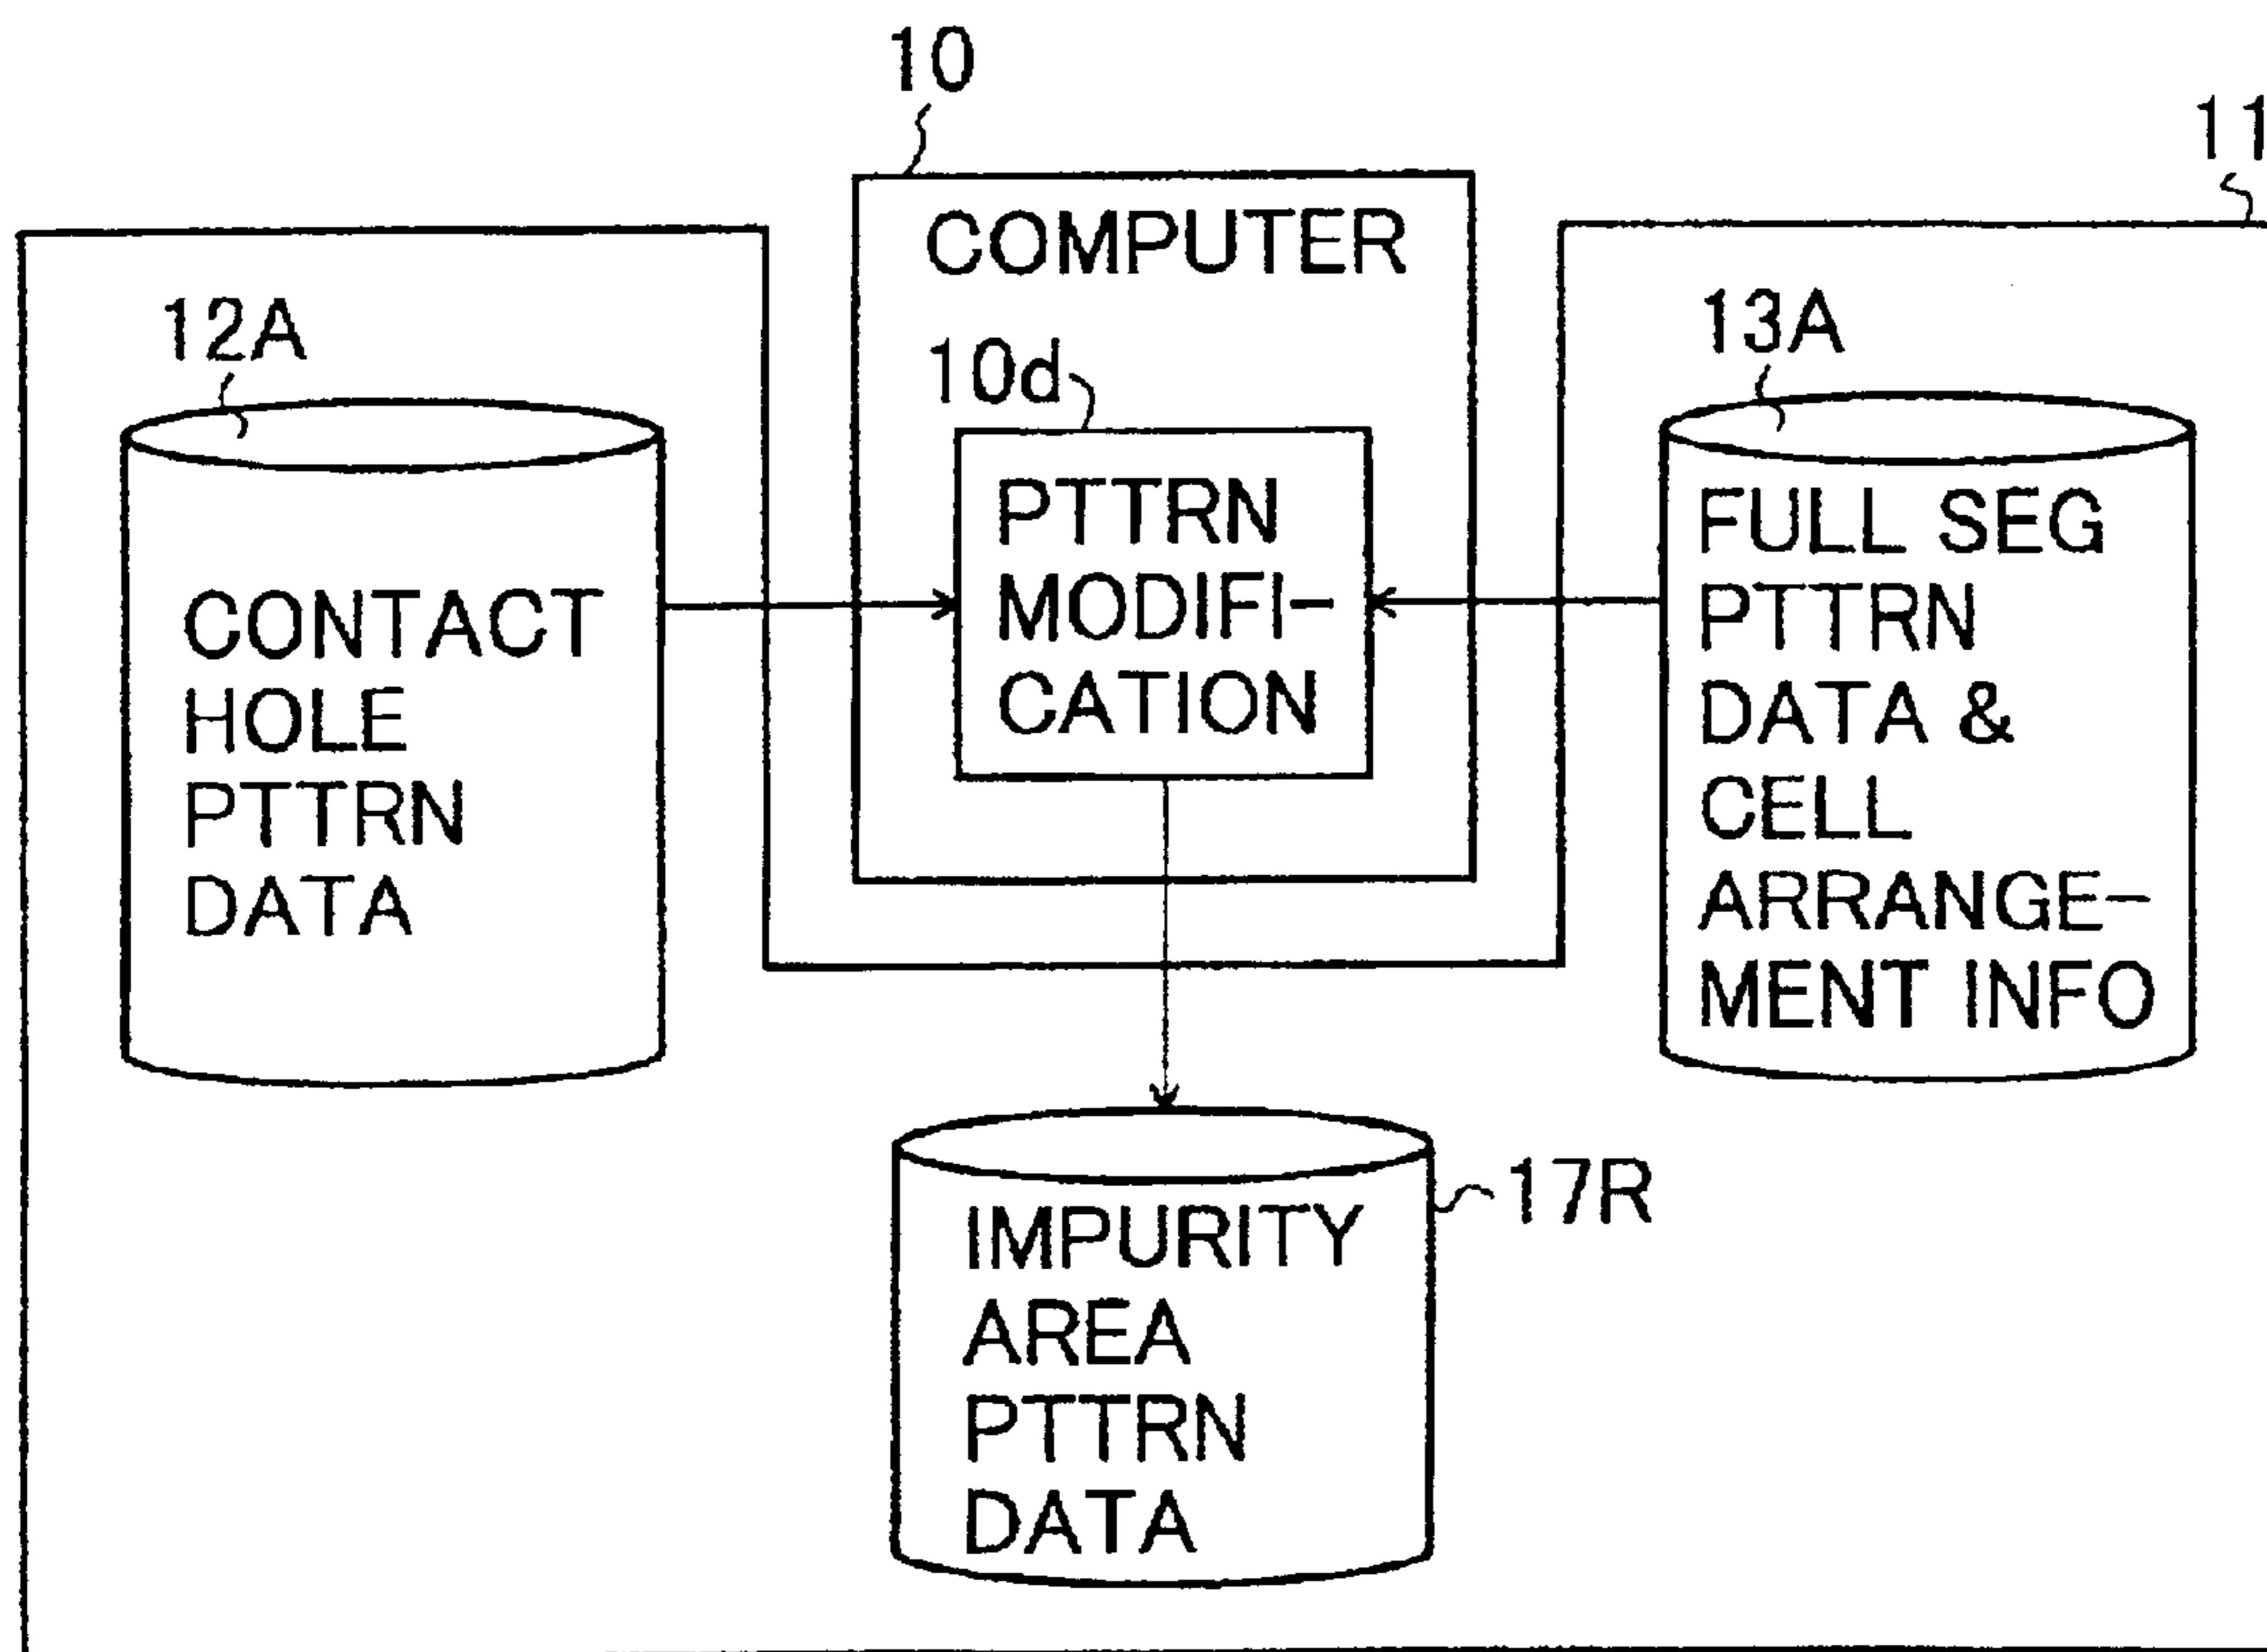 10
11
COMPUTER
12A
10d
13A
CONTACT
HOLE
PTTRN
DATA
PTTRN
MODIFI-
CATION
FULL SEG
PTTRN
DATA &
CELL
ARRANGE-
MENT INFO
17R
IMPURITY
AREA
PTTRN
DATA